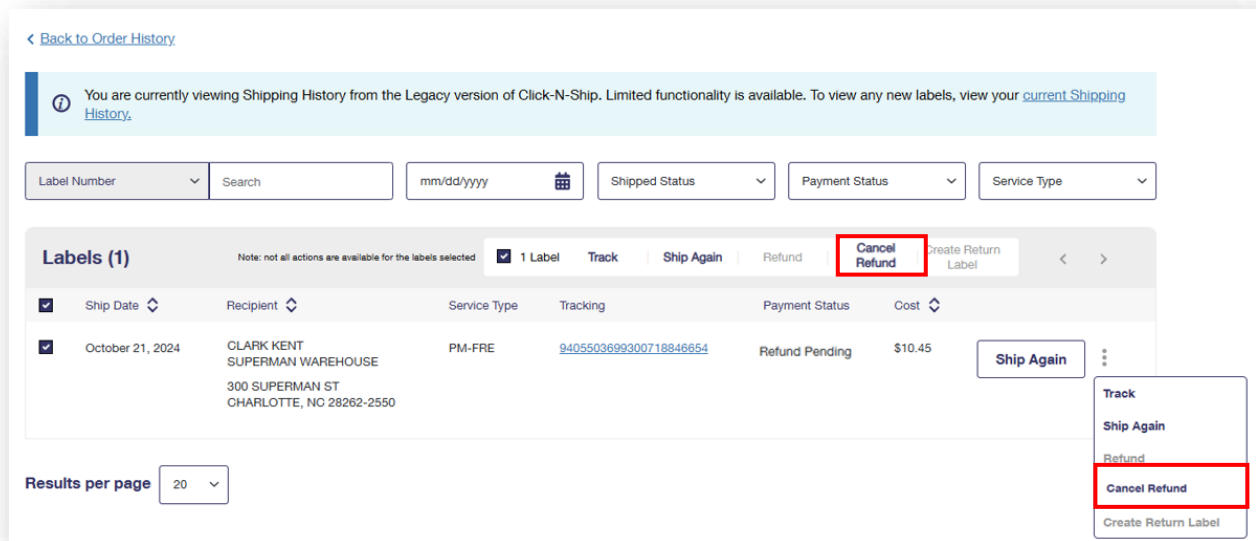 Back to Order History
You are currently viewing Shipping History from the Legacy version of Click-N-Ship. Limited functionality is available. To view any new labels, view your current Shipping
History.
Label Number Search mm/dd/yyyy Shipped Status Payment Status Service Type
Labels (1) Note: not all actions are available for the labels selected 1 Label Track Ship Again Refund Cancel Refund Create Return Label
Ship Date Recipient Service Type Tracking Payment Status Cost
October 21, 2024 CLARK KENT PM-FRE 9405503699300718846654 Refund Pending $10.45 Ship Again
SUPERMAN WAREHOUSE
300 SUPERMAN ST
CHARLOTTE, NC 28262-2550
Track
Ship Again
Refund
Cancel Refund
Create Return Label
Results per page 20